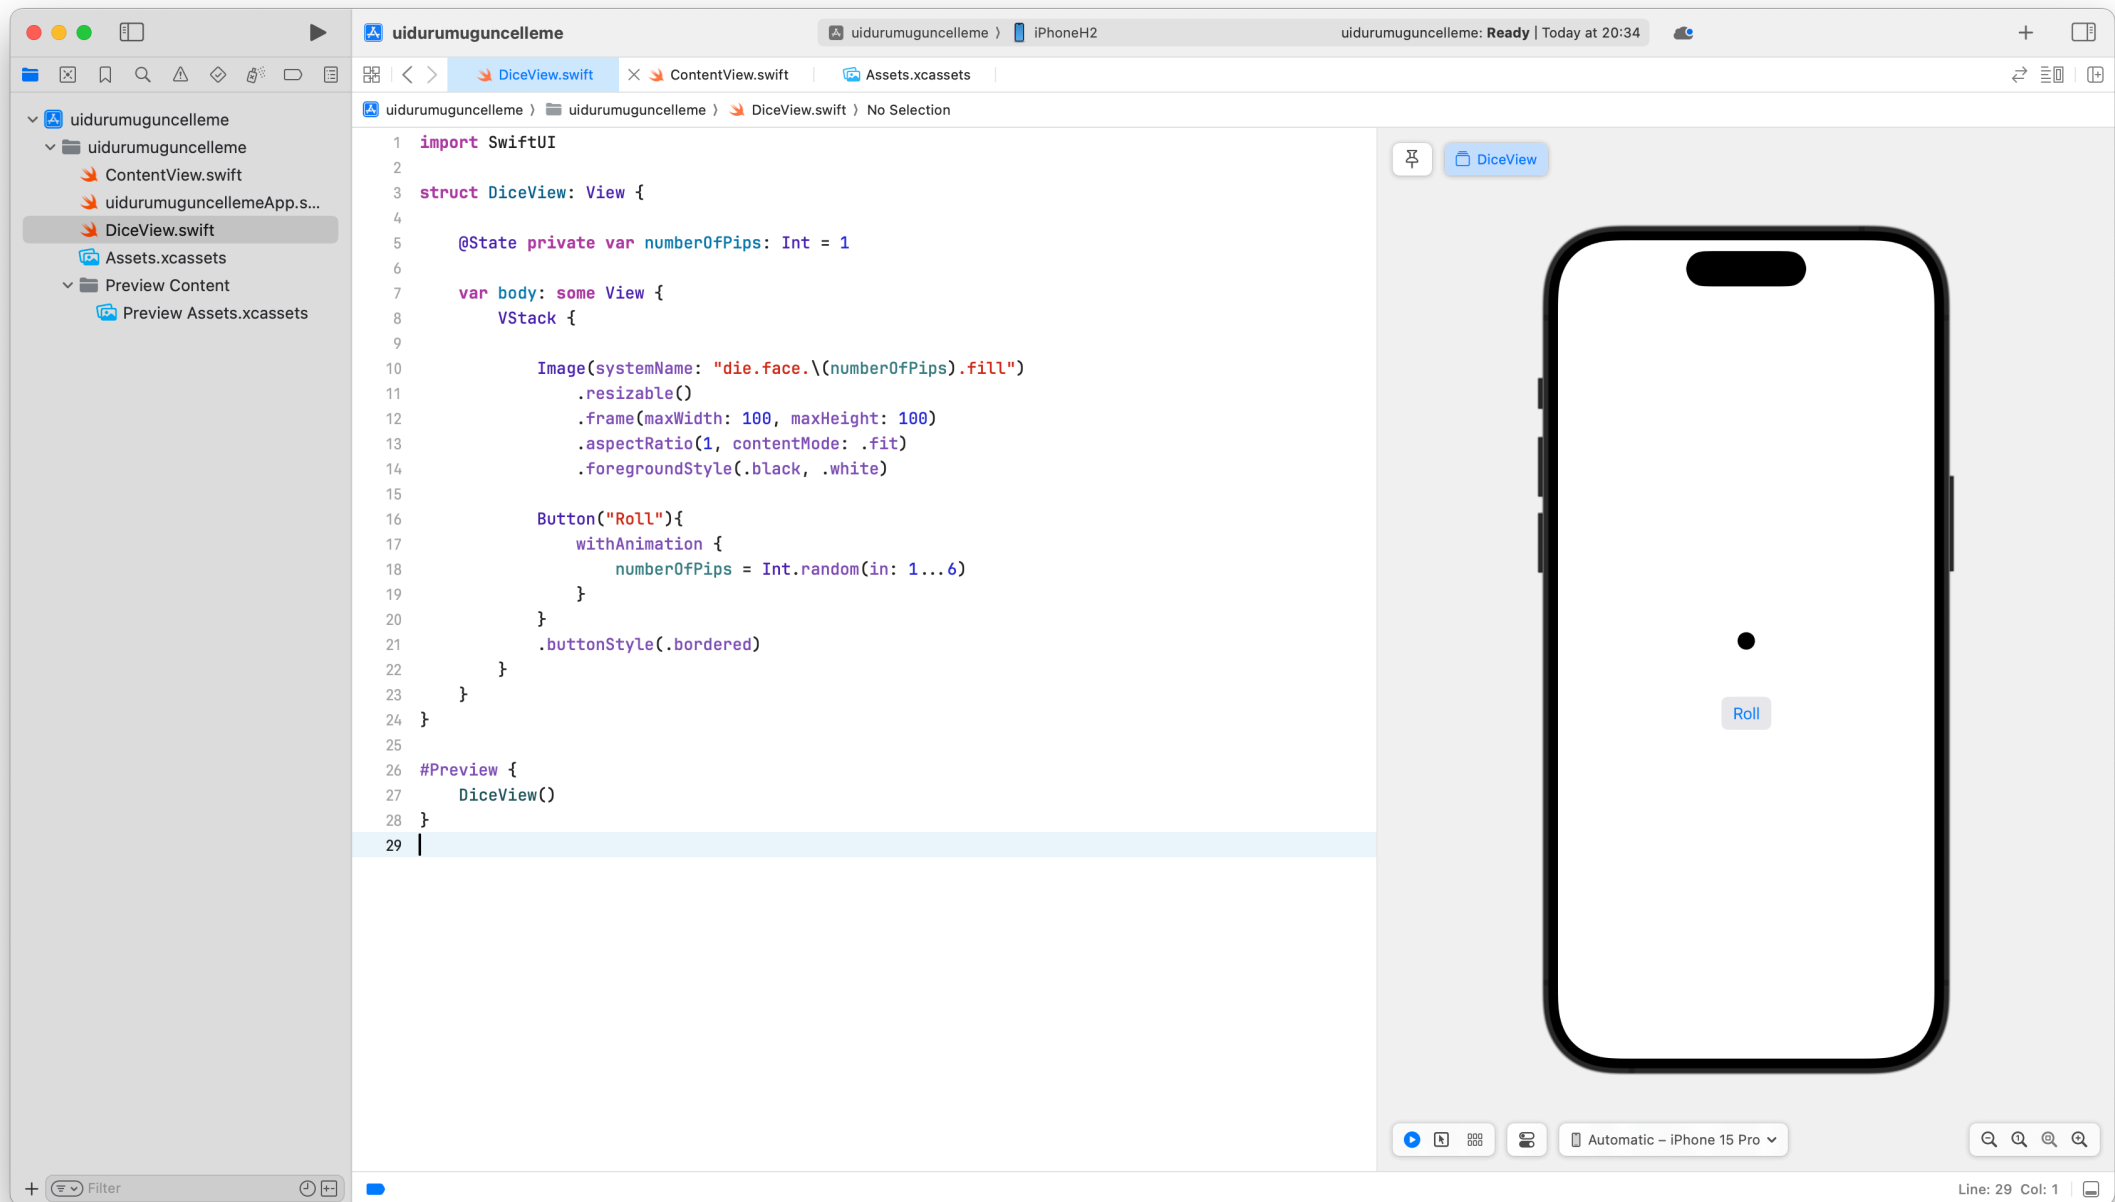 uidurumuguncelleme
uidurumuguncelleme 〉 iPhoneH2
uidurumuguncelleme: Ready | Today at 20:34
DiceView.swift
ContentView.swift
Assets.xcassets
uidurumuguncelleme 〉 uidurumuguncelleme 〉 DiceView.swift 〉 No Selection
uidurumuguncelleme
uidurumuguncelleme
ContentView.swift
uidurumuguncellemeApp.s...
DiceView.swift
Assets.xcassets
Preview Content
Preview Assets.xcassets
Filter
1 import SwiftUI
2
3 struct DiceView: View {
4
5 @State private var numberOfPips: Int = 1
6
7 var body: some View {
8 VStack {
9
10 Image(systemName: "die.face.\(numberOfPips).fill")
11 .resizable()
12 .frame(maxWidth: 100, maxHeight: 100)
13 .aspectRatio(1, contentMode: .fit)
14 .foregroundStyle(.black, .white)
15
16 Button("Roll"){
17 withAnimation {
18 numberOfPips = Int.random(in: 1...6)
19 }
20 }
21 .buttonStyle(.bordered)
22 }
23 }
24 }
25
26 #Preview {
27 DiceView()
28 }
29
DiceView
Roll
Automatic – iPhone 15 Pro
Line: 29 Col: 1